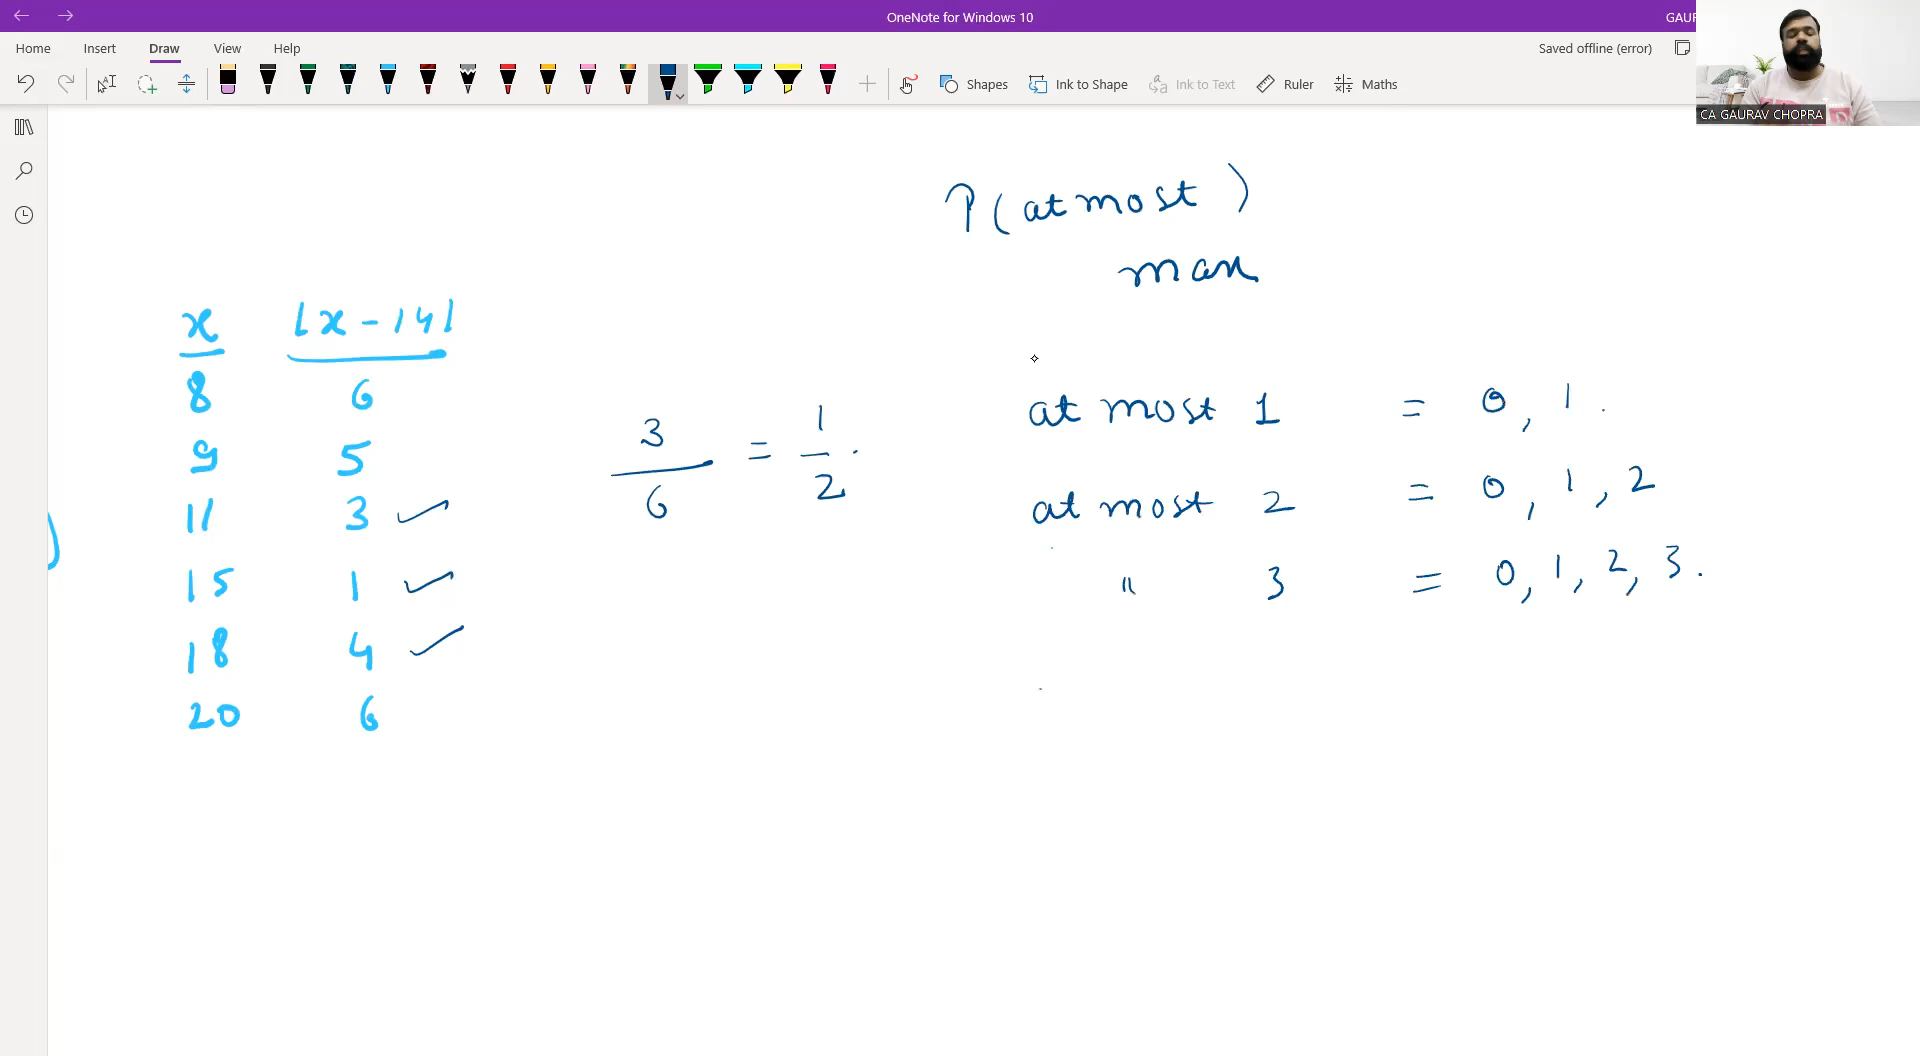 OneNote for Windows 10
GAUR
Home Insert Draw View Help
Saved offline (error)
Shapes Ink to Shape Ink to Text Ruler Maths
CA GAURAV CHOPRA
P(at most )
max
x |x - 14|
8 6
9 5
11 3 ✓
15 1 ✓
18 4 ✓
20 6
3/6 = 1/2.
at most 1 = 0, 1.
at most 2 = 0, 1, 2
" 3 = 0, 1, 2, 3.